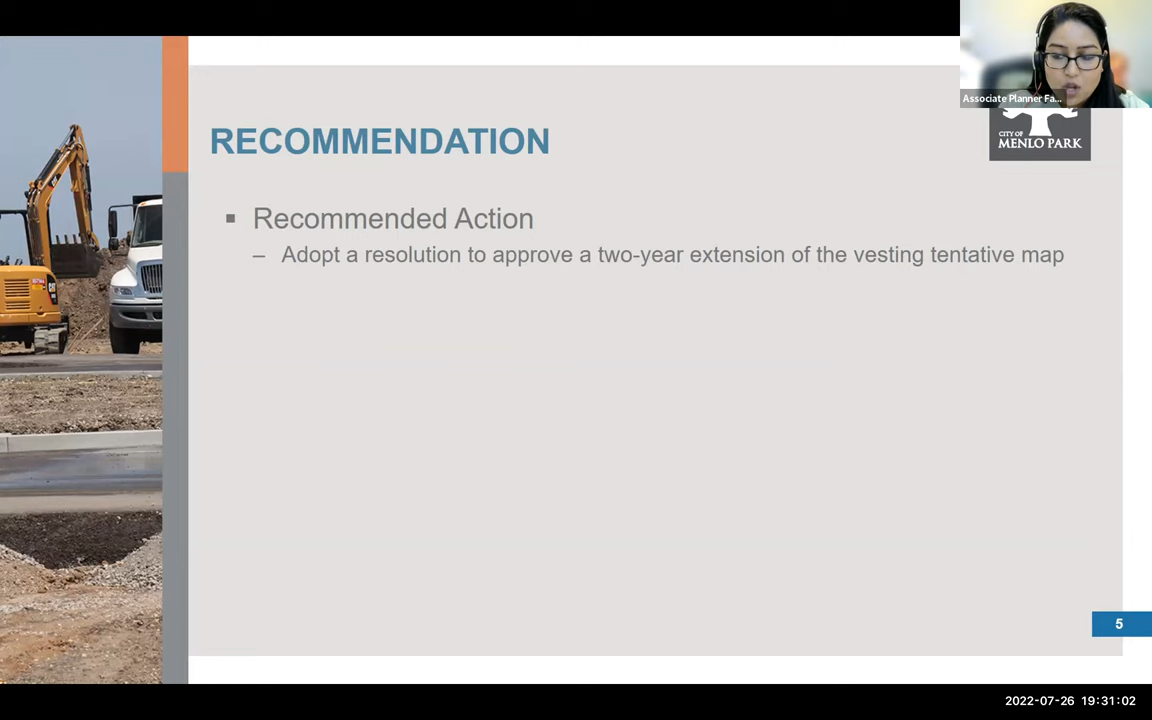 Associate Planner Fa...
CITY OF
MENLO PARK
RECOMMENDATION
▪ Recommended Action
– Adopt a resolution to approve a two-year extension of the vesting tentative map
5
2022-07-26 19:31:02